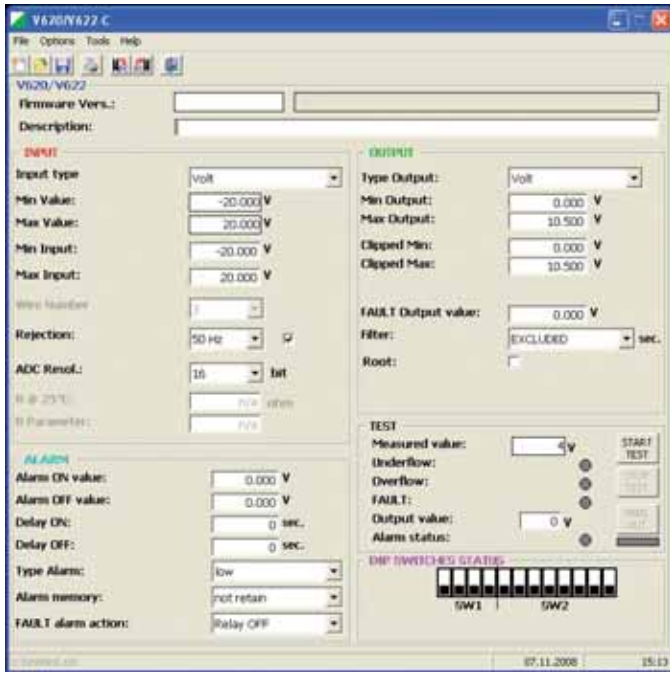 V620/V622 C
File Options Tools Help
V620/V622
Firmware Vers.:
Description:
INPUT
Input type Volt
Min Value: -20.000 V
Max Value: 20.000 V
Min Input: -20.000 V
Max Input: 20.000 V
Wire Number
Rejection: 50 Hz
ADC Resol.: 16 bit
R @ 25°C: n/a ohm
B Parameter: n/a
ALARM
Alarm ON value: 0.000 V
Alarm OFF value: 0.000 V
Delay ON: 0 sec.
Delay OFF: 0 sec.
Type Alarm: low
Alarm memory: not retain
FAULT alarm action: Relay OFF
OUTPUT
Type Output: Volt
Min Output: 0.000 V
Max Output: 10.500 V
Clipped Min: 0.000 V
Clipped Max: 10.500 V
FAULT Output value: 0.000 V
Filter: EXCLUDED sec.
Root:
TEST
Measured value: 4 V
START TEST
Underflow:
Overflow:
FAULT:
Output value: 0 V
Alarm status:
DIP SWITCHES STATUS
SW1 SW2
07.11.2008 15:13